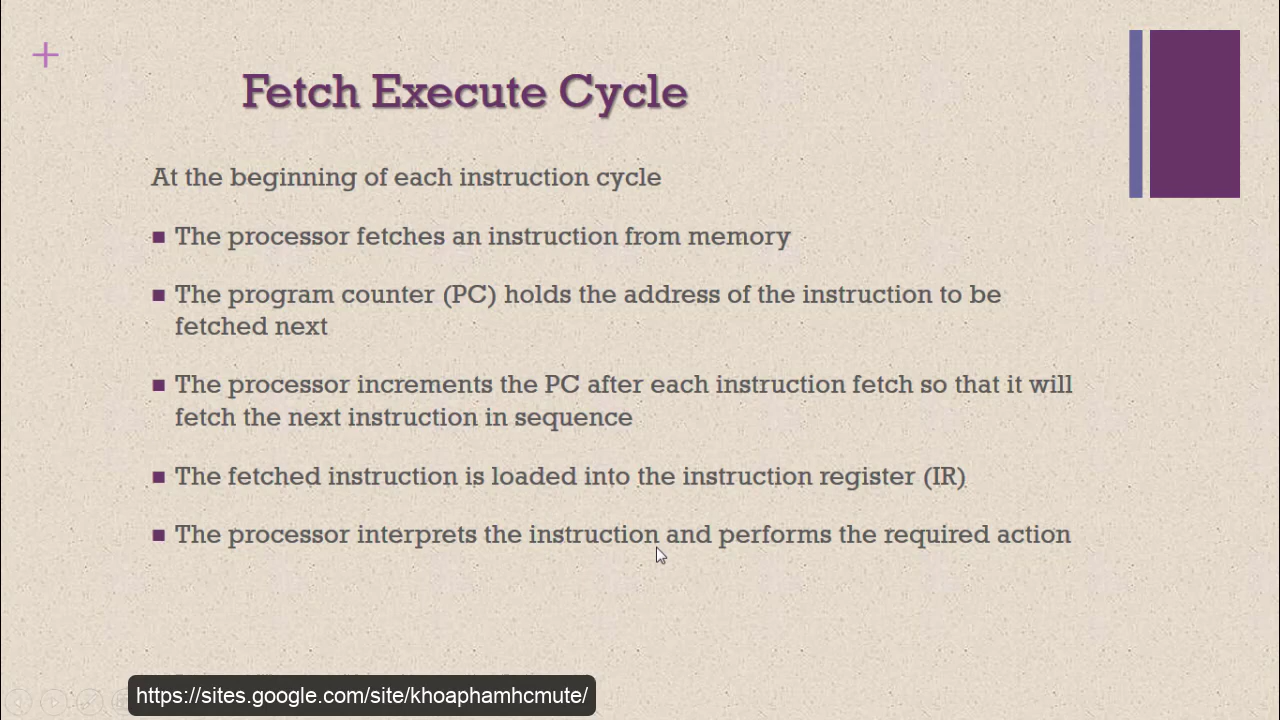 Fetch Execute Cycle
At the beginning of each instruction cycle
The processor fetches an instruction from memory
The program counter (PC) holds the address of the instruction to be
fetched next
The processor increments the PC after each instruction fetch so that it will
fetch the next instruction in sequence
The fetched instruction is loaded into the instruction register (IR)
The processor interprets the instruction and performs the required action
https://sites.google.com/site/khoaphamhcmute/